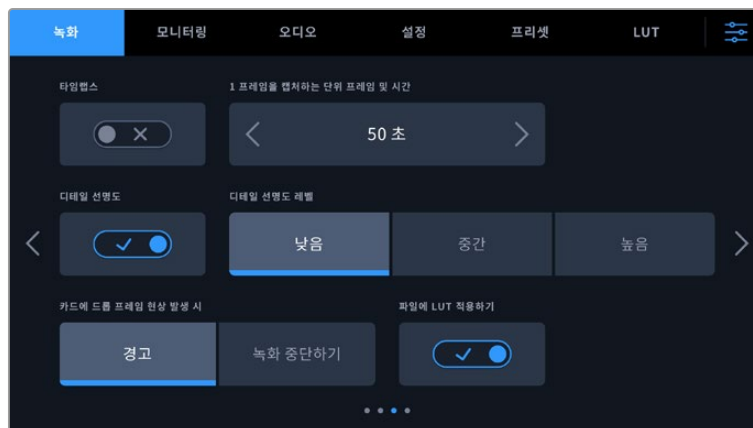 녹화 모니터링 오디오 설정 프리셋 LUT
타임랩스 1 프레임을 캡처하는 단위 프레임 및 시간
50 초
디테일 선명도 디테일 선명도 레벨
낮음 중간 높음
카드에 드롭 프레임 현상 발생 시 파일에 LUT 적용하기
경고 녹화 중단하기